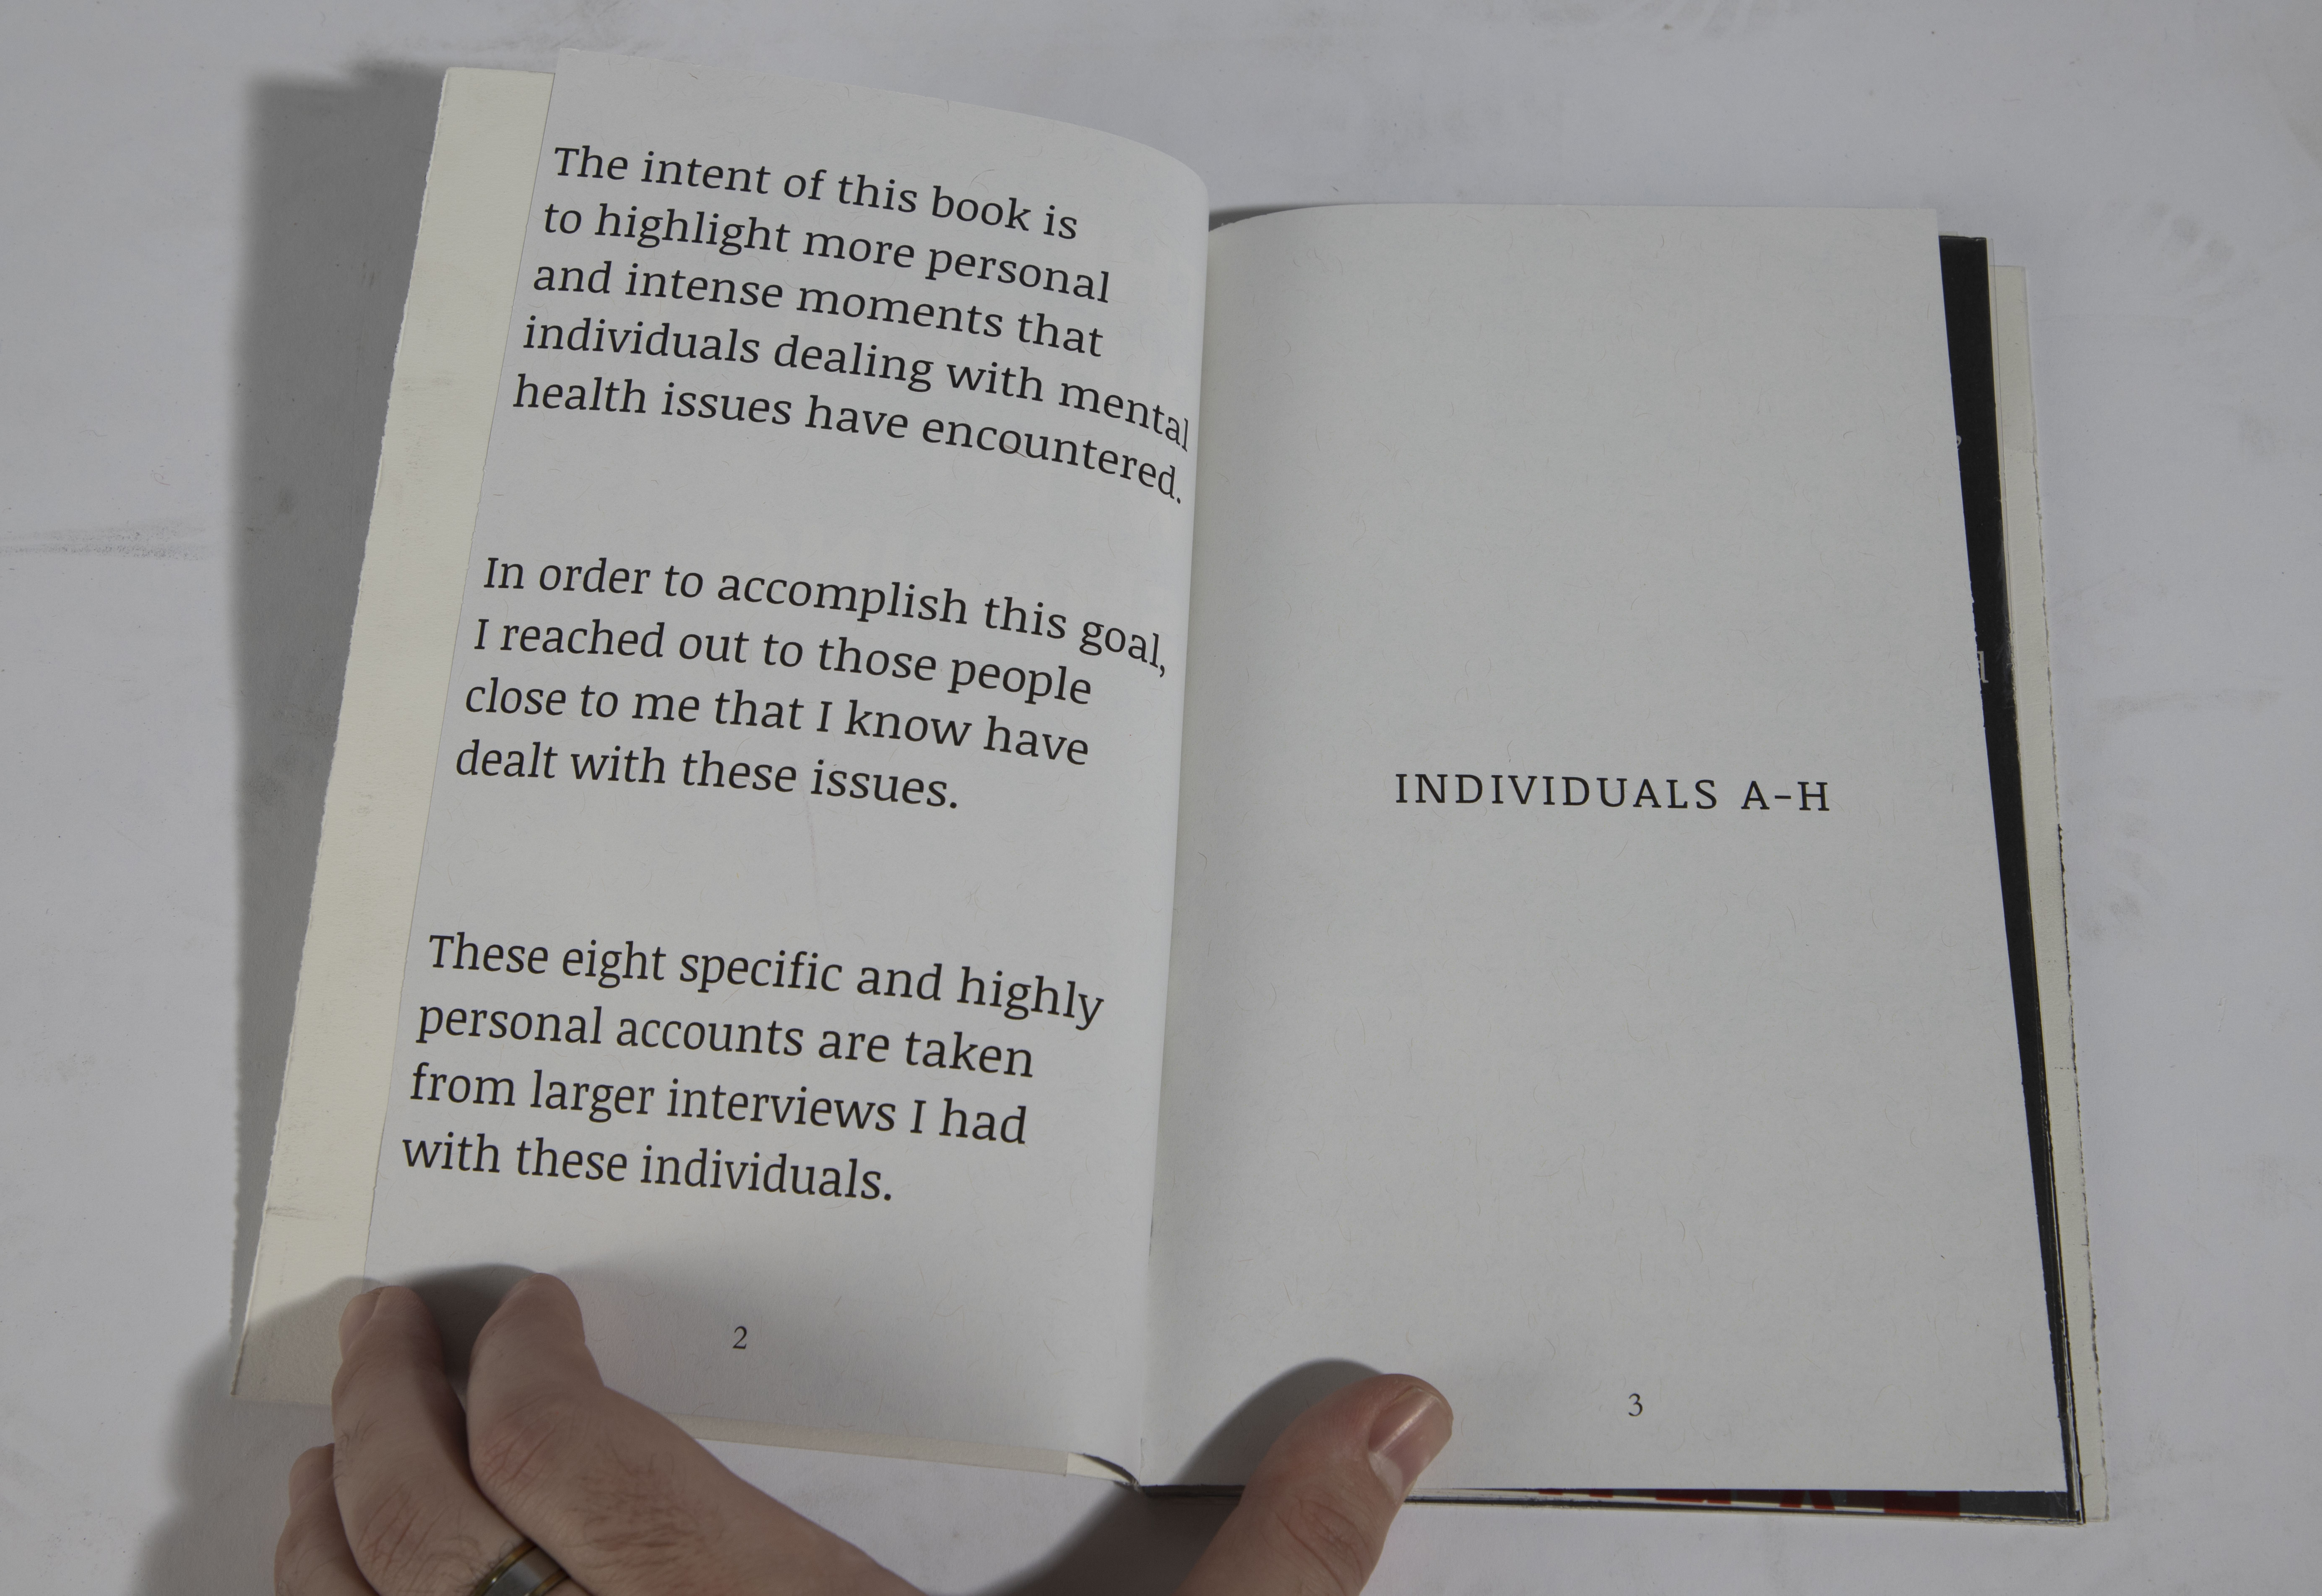 The intent of this book is
to highlight more personal
and intense moments that
individuals dealing with mental
health issues have encountered.
In order to accomplish this goal,
I reached out to those people
close to me that I know have
dealt with these issues.
These eight specific and highly
personal accounts are taken
from larger interviews I had
with these individuals.
2
INDIVIDUALS A–H
3